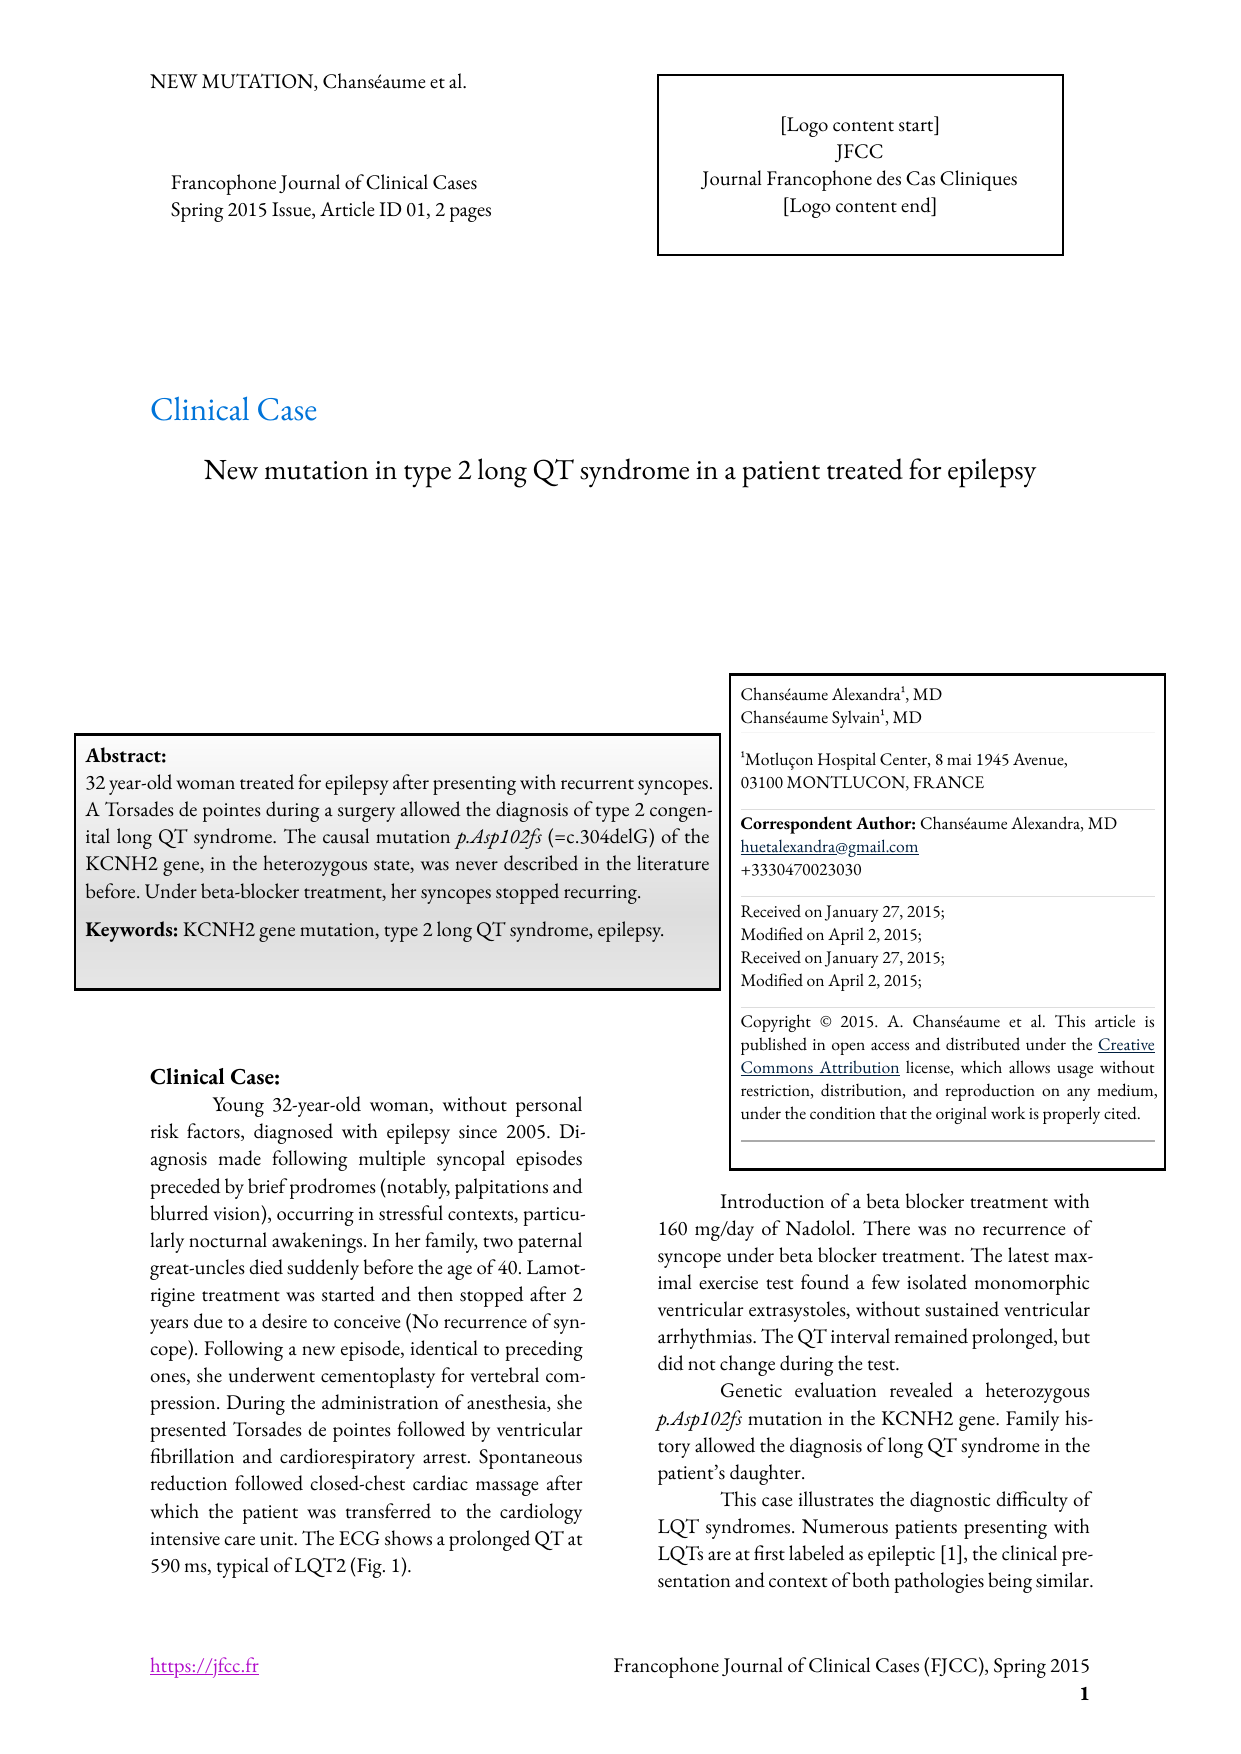 NEW MUTATION, Chanséaume et al.
[Logo content start]
JFCC
Journal Francophone des Cas Cliniques
[Logo content end]
Francophone Journal of Clinical Cases
Spring 2015 Issue, Article ID 01, 2 pages
Clinical Case
New mutation in type 2 long QT syndrome in a patient treated for epilepsy
Chanséaume Alexandra¹, MD
Chanséaume Sylvain¹, MD
¹Motluçon Hospital Center, 8 mai 1945 Avenue,
03100 MONTLUCON, FRANCE
Correspondent Author: Chanséaume Alexandra, MD
huetalexandra@gmail.com
+3330470023030
Received on January 27, 2015;
Modified on April 2, 2015;
Received on January 27, 2015;
Modified on April 2, 2015;
Copyright © 2015. A. Chanséaume et al. This article is
published in open access and distributed under the Creative
Commons Attribution license, which allows usage without
restriction, distribution, and reproduction on any medium,
under the condition that the original work is properly cited.
Abstract:
32 year-old woman treated for epilepsy after presenting with recurrent syncopes.
A Torsades de pointes during a surgery allowed the diagnosis of type 2 congen-
ital long QT syndrome. The causal mutation p.Asp102fs (=c.304delG) of the
KCNH2 gene, in the heterozygous state, was never described in the literature
before. Under beta-blocker treatment, her syncopes stopped recurring.
Keywords: KCNH2 gene mutation, type 2 long QT syndrome, epilepsy.
Clinical Case:
Young 32-year-old woman, without personal
risk factors, diagnosed with epilepsy since 2005. Di-
agnosis made following multiple syncopal episodes
preceded by brief prodromes (notably, palpitations and
blurred vision), occurring in stressful contexts, particu-
larly nocturnal awakenings. In her family, two paternal
great-uncles died suddenly before the age of 40. Lamot-
rigine treatment was started and then stopped after 2
years due to a desire to conceive (No recurrence of syn-
cope). Following a new episode, identical to preceding
ones, she underwent cementoplasty for vertebral com-
pression. During the administration of anesthesia, she
presented Torsades de pointes followed by ventricular
fibrillation and cardiorespiratory arrest. Spontaneous
reduction followed closed-chest cardiac massage after
which the patient was transferred to the cardiology
intensive care unit. The ECG shows a prolonged QT at
590 ms, typical of LQT2 (Fig. 1).
Introduction of a beta blocker treatment with
160 mg/day of Nadolol. There was no recurrence of
syncope under beta blocker treatment. The latest max-
imal exercise test found a few isolated monomorphic
ventricular extrasystoles, without sustained ventricular
arrhythmias. The QT interval remained prolonged, but
did not change during the test.
Genetic evaluation revealed a heterozygous
p.Asp102fs mutation in the KCNH2 gene. Family his-
tory allowed the diagnosis of long QT syndrome in the
patient’s daughter.
This case illustrates the diagnostic difficulty of
LQT syndromes. Numerous patients presenting with
LQTs are at first labeled as epileptic [1], the clinical pre-
sentation and context of both pathologies being similar.
https://jfcc.fr
Francophone Journal of Clinical Cases (FJCC), Spring 2015
1